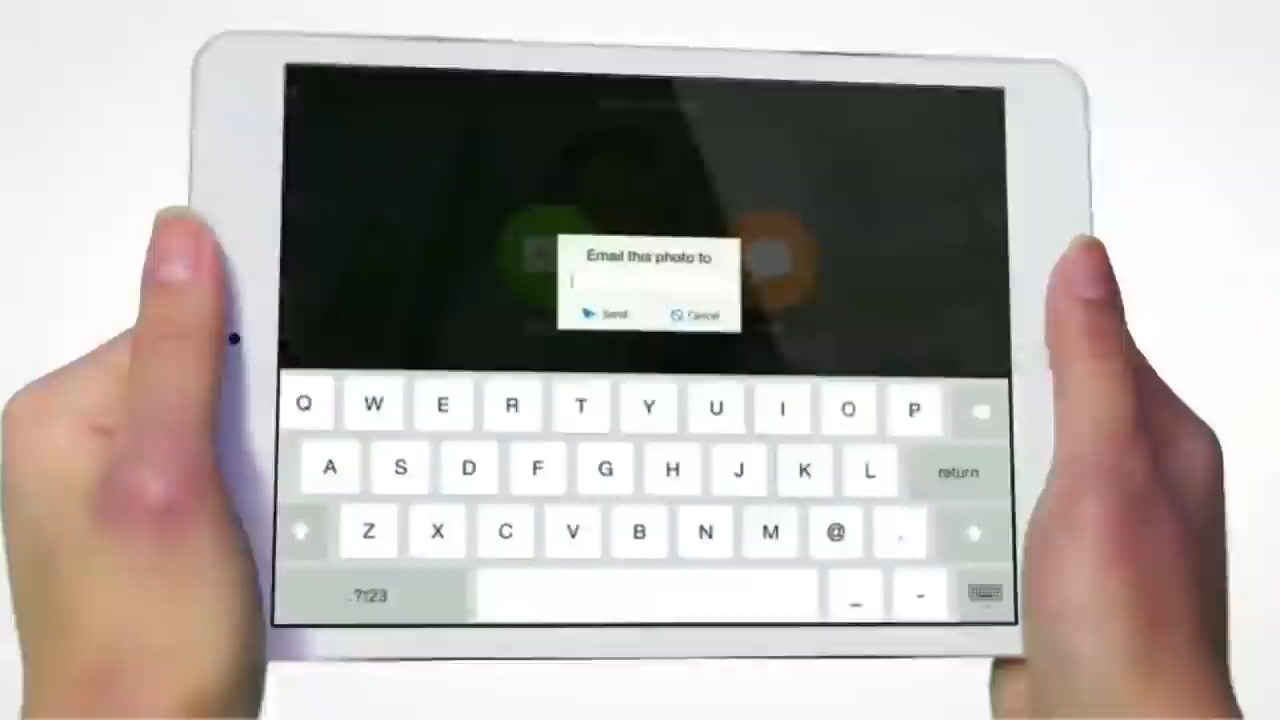 Email this photo to
Send Cancel
Q W E R T Y U I O P
A S D F G H J K L return
Z X C V B N M @ .
.?123 _ -